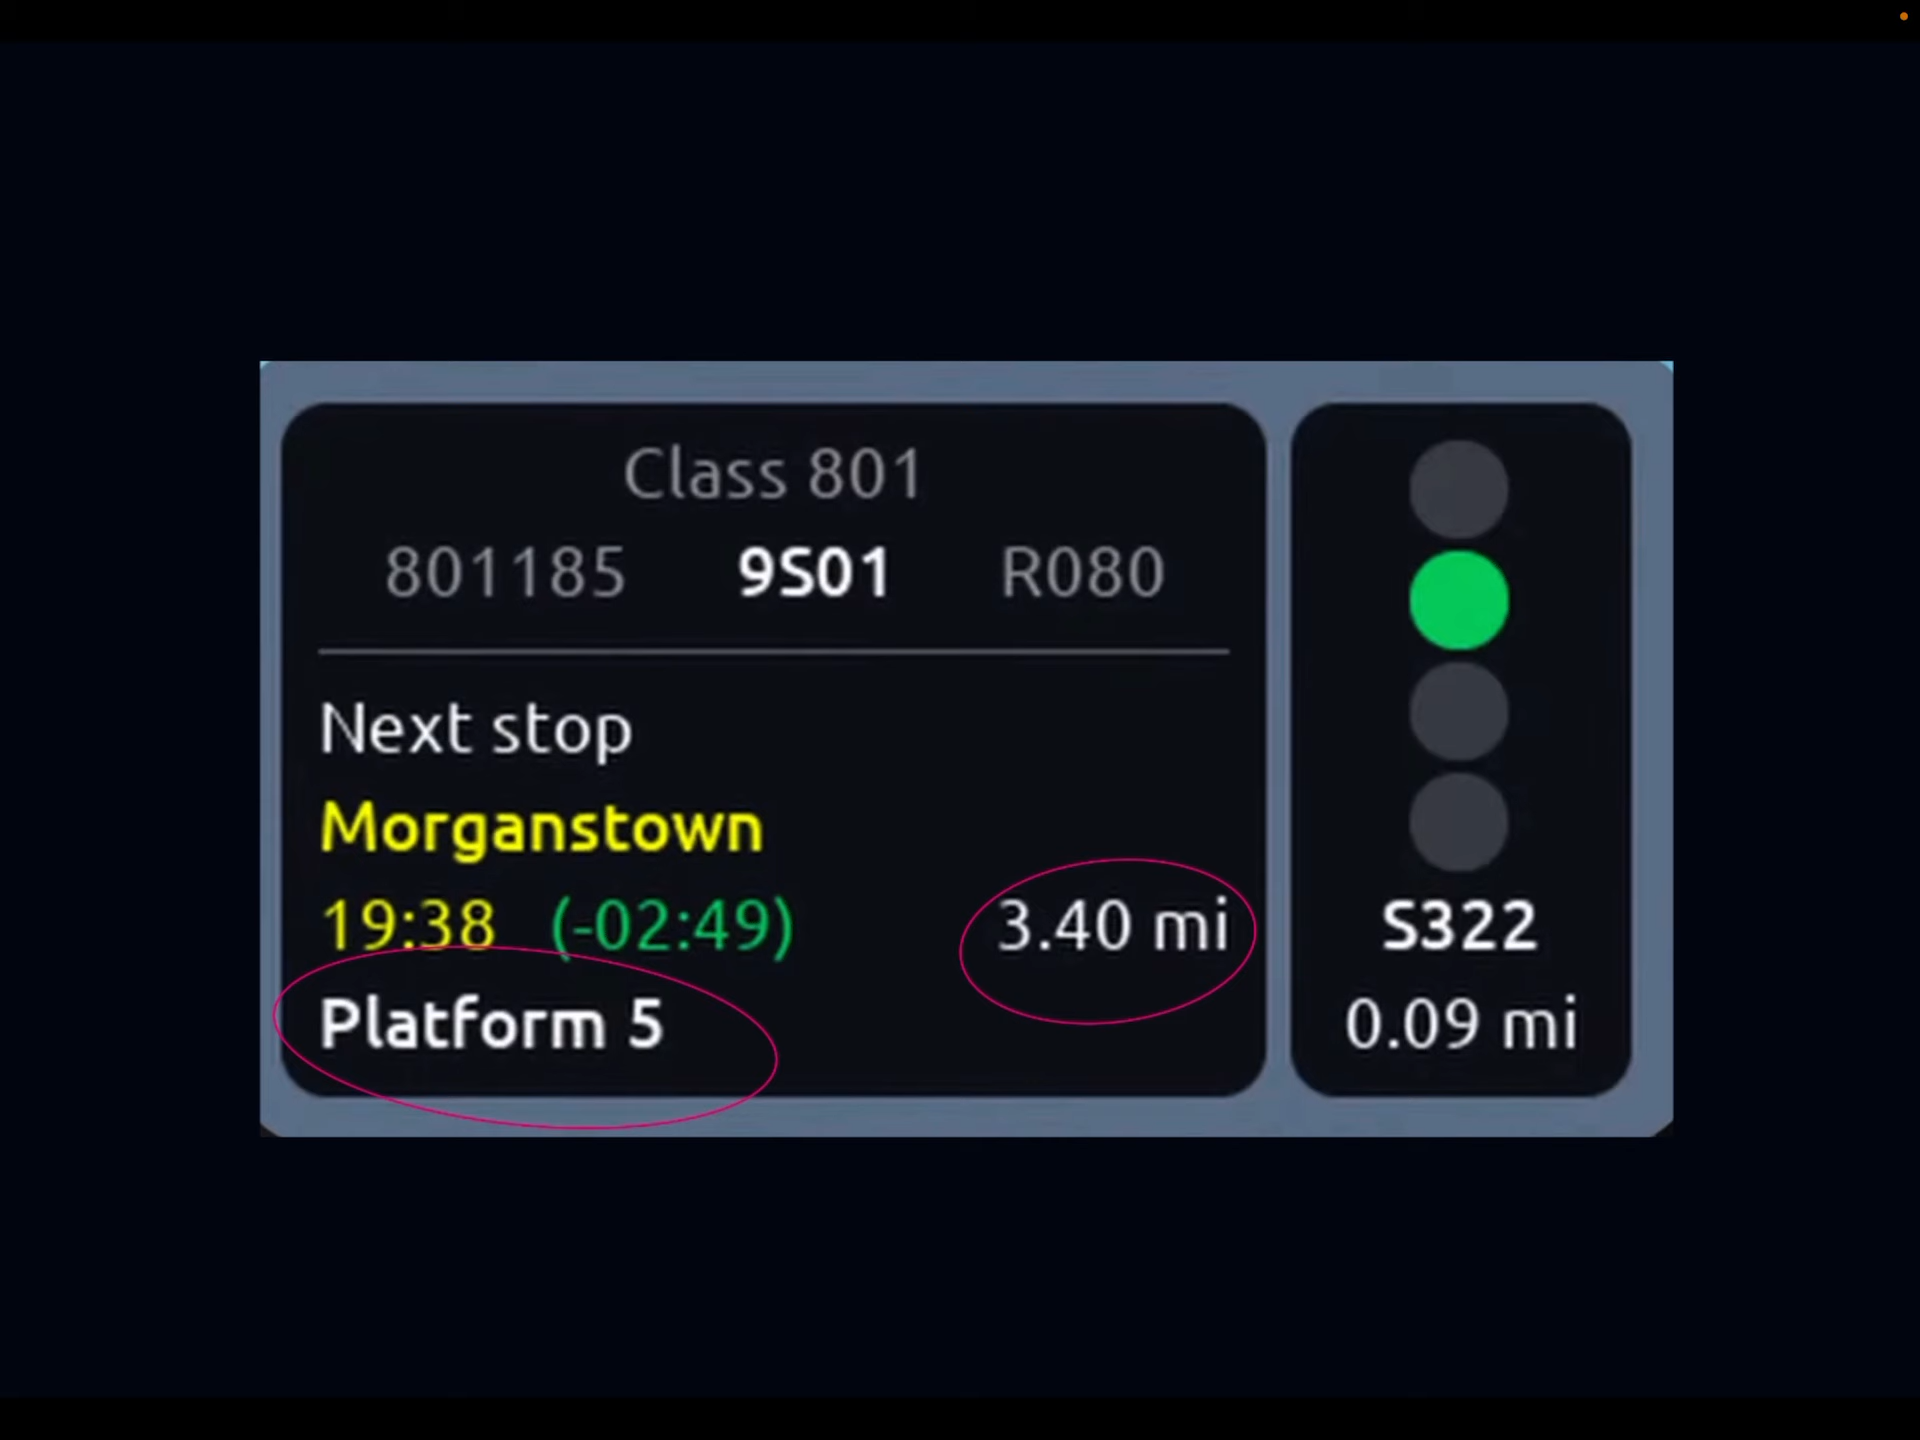 Class 801
801185 9S01 R080
Next stop
Morganstown
19:38 (-02:49) 3.40 mi
Platform 5
S322
0.09 mi